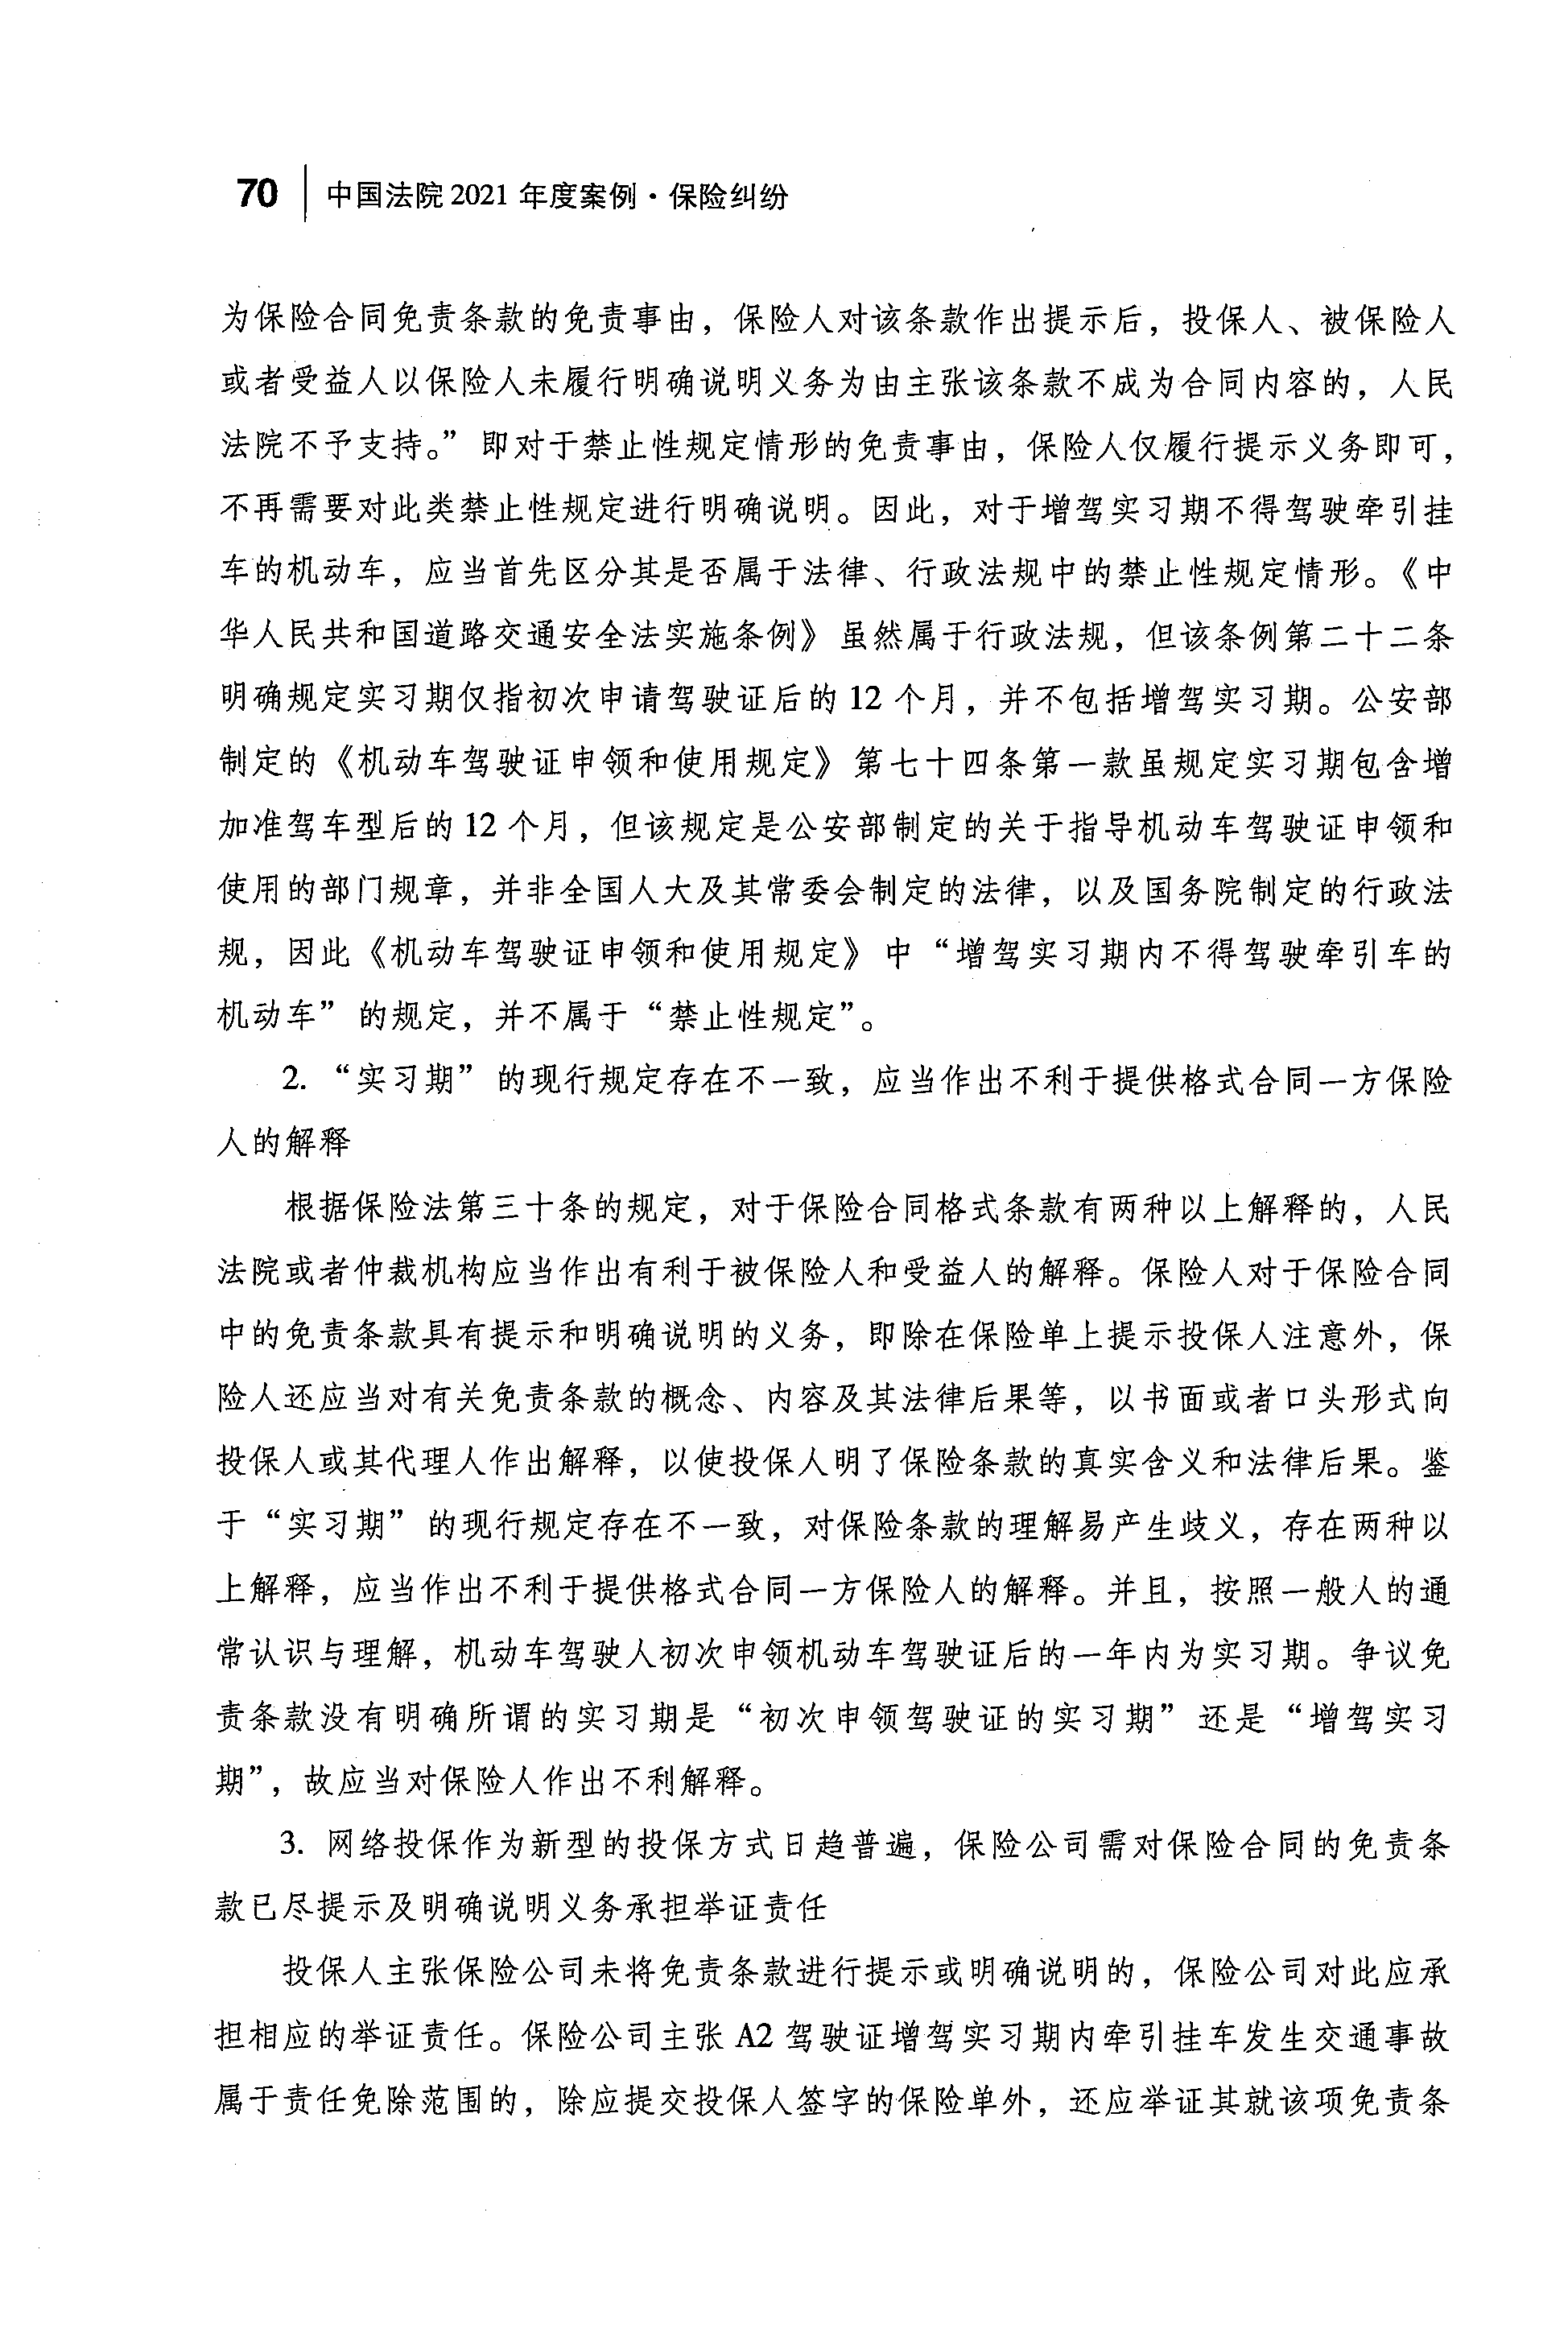 70 中国法院 2021 年度案例·保险纠纷
为保险合同免责条款的免责事由，保险人对该条款作出提示后，投保人、被保险人
或者受益人以保险人未履行明确说明义务为由主张该条款不成为合同内容的，人民
法院不予支持。”即对于禁止性规定情形的免责事由，保险人仅履行提示义务即可，
不再需要对此类禁止性规定进行明确说明。因此，对于增驾实习期不得驾驶牵引挂
车的机动车，应当首先区分其是否属于法律、行政法规中的禁止性规定情形。《中
华人民共和国道路交通安全法实施条例》虽然属于行政法规，但该条例第二十二条
明确规定实习期仅指初次申请驾驶证后的 12 个月，并不包括增驾实习期。公安部
制定的《机动车驾驶证申领和使用规定》第七十四条第一款虽规定实习期包含增
加准驾车型后的 12 个月，但该规定是公安部制定的关于指导机动车驾驶证申领和
使用的部门规章，并非全国人大及其常委会制定的法律，以及国务院制定的行政法
规，因此《机动车驾驶证申领和使用规定》中“增驾实习期内不得驾驶牵引车的
机动车”的规定，并不属于“禁止性规定”。
2. “实习期”的现行规定存在不一致，应当作出不利于提供格式合同一方保险
人的解释
根据保险法第三十条的规定，对于保险合同格式条款有两种以上解释的，人民
法院或者仲裁机构应当作出有利于被保险人和受益人的解释。保险人对于保险合同
中的免责条款具有提示和明确说明的义务，即除在保险单上提示投保人注意外，保
险人还应当对有关免责条款的概念、内容及其法律后果等，以书面或者口头形式向
投保人或其代理人作出解释，以使投保人明了保险条款的真实含义和法律后果。鉴
于“实习期”的现行规定存在不一致，对保险条款的理解易产生歧义，存在两种以
上解释，应当作出不利于提供格式合同一方保险人的解释。并且，按照一般人的通
常认识与理解，机动车驾驶人初次申领机动车驾驶证后的一年内为实习期。争议免
责条款没有明确所谓的实习期是“初次申领驾驶证的实习期”还是“增驾实习
期”，故应当对保险人作出不利解释。
3. 网络投保作为新型的投保方式日趋普遍，保险公司需对保险合同的免责条
款已尽提示及明确说明义务承担举证责任
投保人主张保险公司未将免责条款进行提示或明确说明的，保险公司对此应承
担相应的举证责任。保险公司主张 A2 驾驶证增驾实习期内牵引挂车发生交通事故
属于责任免除范围的，除应提交投保人签字的保险单外，还应举证其就该项免责条